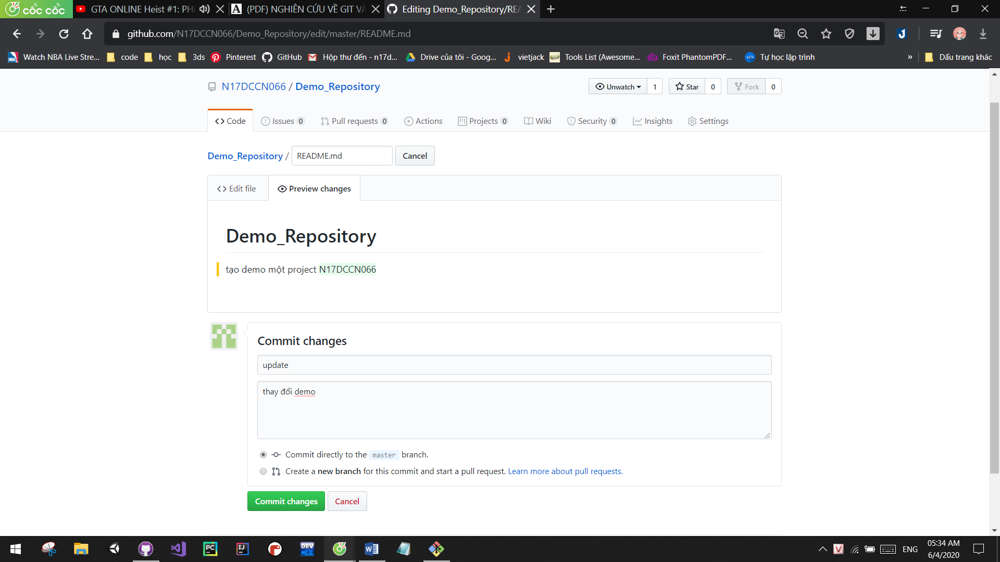 cốc cốc GTA ONLINE Heist #1: PH (PDF) NGHIÊN CỨU VỀ GIT VÀ Editing Demo_Repository/REA
github.com/N17DCCN066/Demo_Repository/edit/master/README.md
Watch NBA Live Stre... code học 3ds Pinterest GitHub Hộp thư đến - n17d... Drive của tôi - Goog... vietjack Tools List (Awesome... Foxit PhantomPDF... Tự học lập trình » Dấu trang khác
N17DCCN066 / Demo_Repository Unwatch 1 Star 0 Fork 0
Code Issues 0 Pull requests 0 Actions Projects 0 Wiki Security 0 Insights Settings
Demo_Repository / README.md Cancel
Edit file Preview changes
Demo_Repository
tạo demo một project N17DCCN066
Commit changes
update
thay đổi demo
Commit directly to the master branch.
Create a new branch for this commit and start a pull request. Learn more about pull requests.
Commit changes Cancel
ENG 05:34 AM
6/4/2020